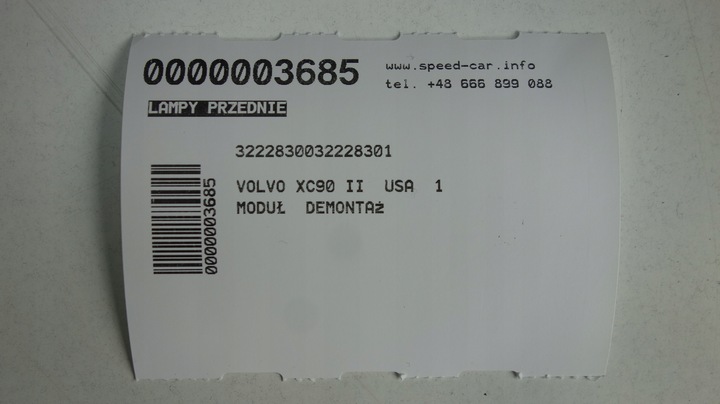 0000003685
www.speed-car.info
tel. +48 666 899 088
LAMPY PRZEDNIE
3222830032228301
VOLVO XC90 II USA 1
MODUŁ DEMONTAż
0000003685